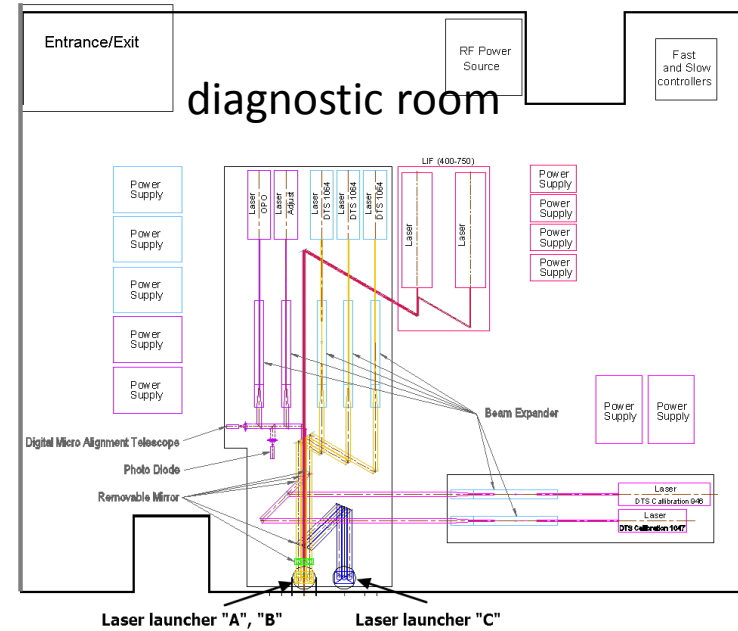 Entrance/Exit
RF Power
Source
Fast
and Slow
controllers
diagnostic room
LIF (400-750)
Power
Supply
Power
Supply
Power
Supply
Power
Supply
Power
Supply
Laser
OPO
Laser
Adjust
Laser
DTS 1064
Laser
DTS 1064
Laser
DTS 1064
Laser
Laser
Power
Supply
Power
Supply
Power
Supply
Power
Supply
Power
Supply
Power
Supply
Beam Expander
Digital Micro Alignment Telescope
Photo Diode
Removable Mirror
Laser
DTS Callibration 946
Laser
DTS Callibration 1047
Laser launcher "A", "B"
Laser launcher "C"